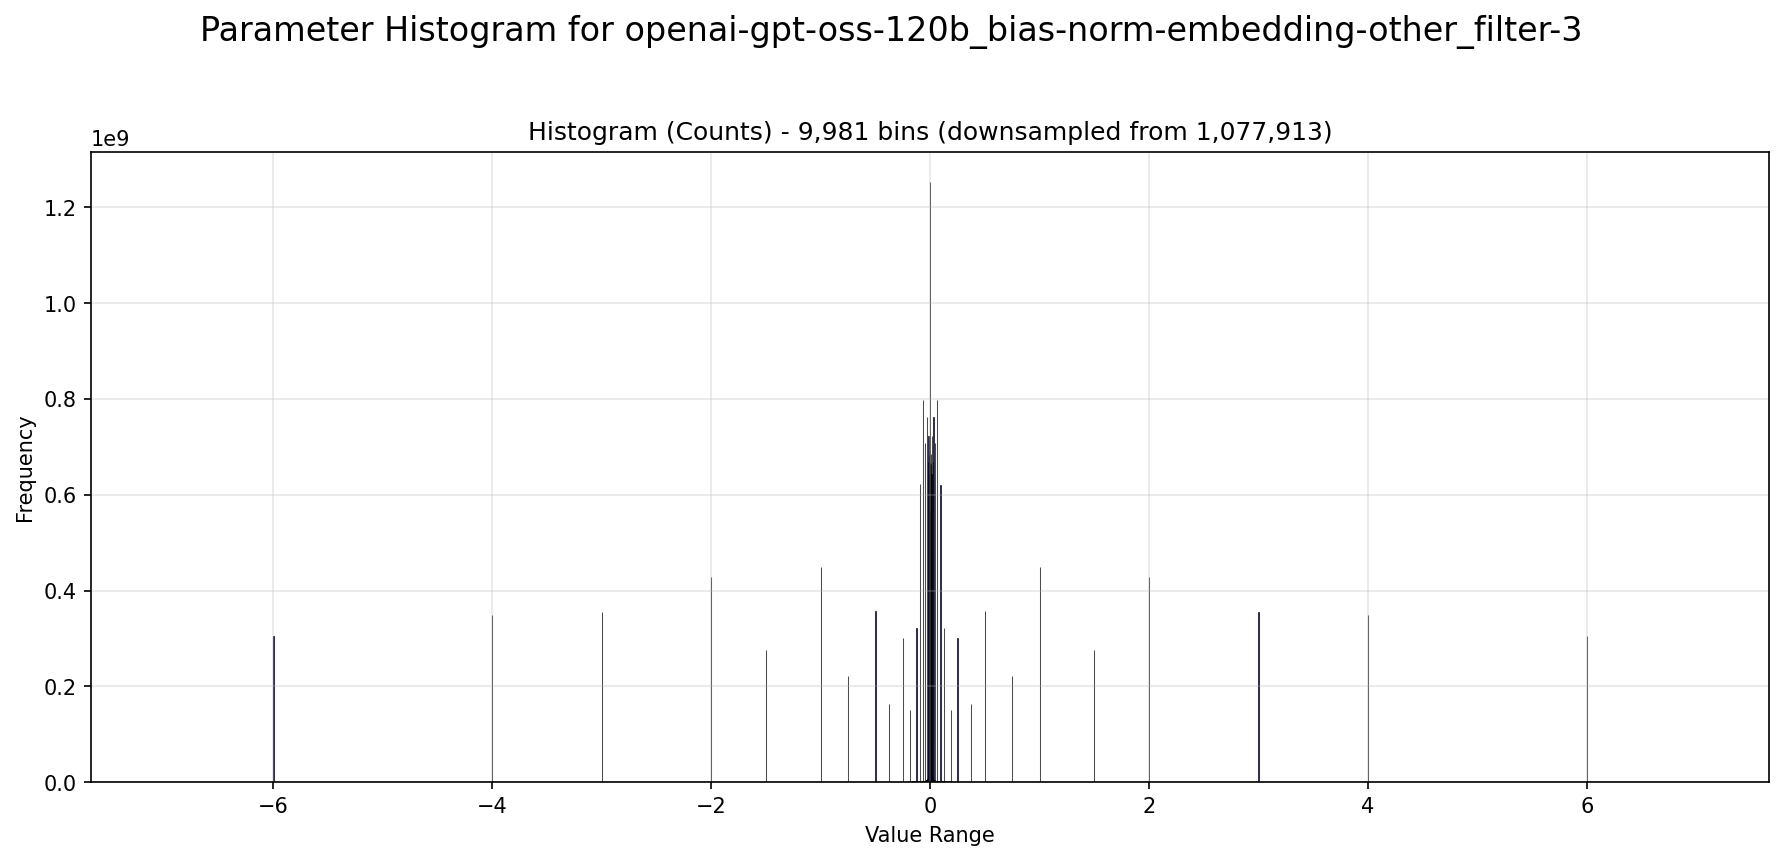 Parameter Histogram for openai-gpt-oss-120b_bias-norm-embedding-other_filter-3
Histogram (Counts) - 9,981 bins (downsampled from 1,077,913)
1e9
1.2
1.0
0.8
0.6
0.4
0.2
0.0
Frequency
−6
−4
−2
0
2
4
6
Value Range